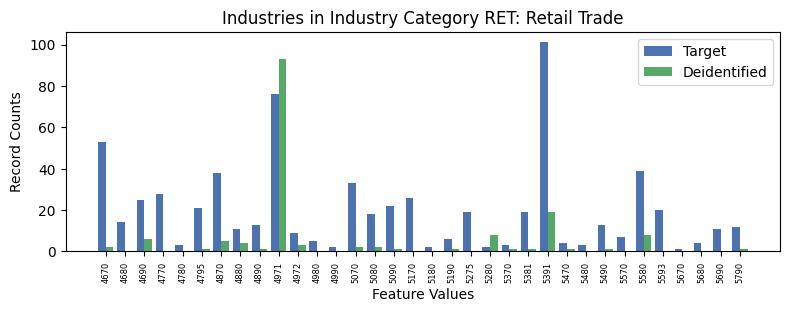 Industries in Industry Category RET: Retail Trade
Target
Deidentified
Record Counts
100
80
60
40
20
0
4670 4680 4690 4770 4780 4795 4870 4880 4890 4971 4972 4980 4990 5070 5080 5090 5170 5180 5190 5275 5280 5370 5381 5391 5470 5480 5490 5570 5580 5593 5670 5680 5690 5790
Feature Values